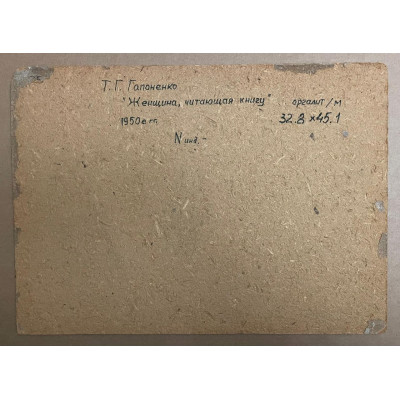 Т. Г. Гапоненко
"Женщина, читающая книгу" оргалит / м
1950е гг. 32.8 × 45.1
N инв. -